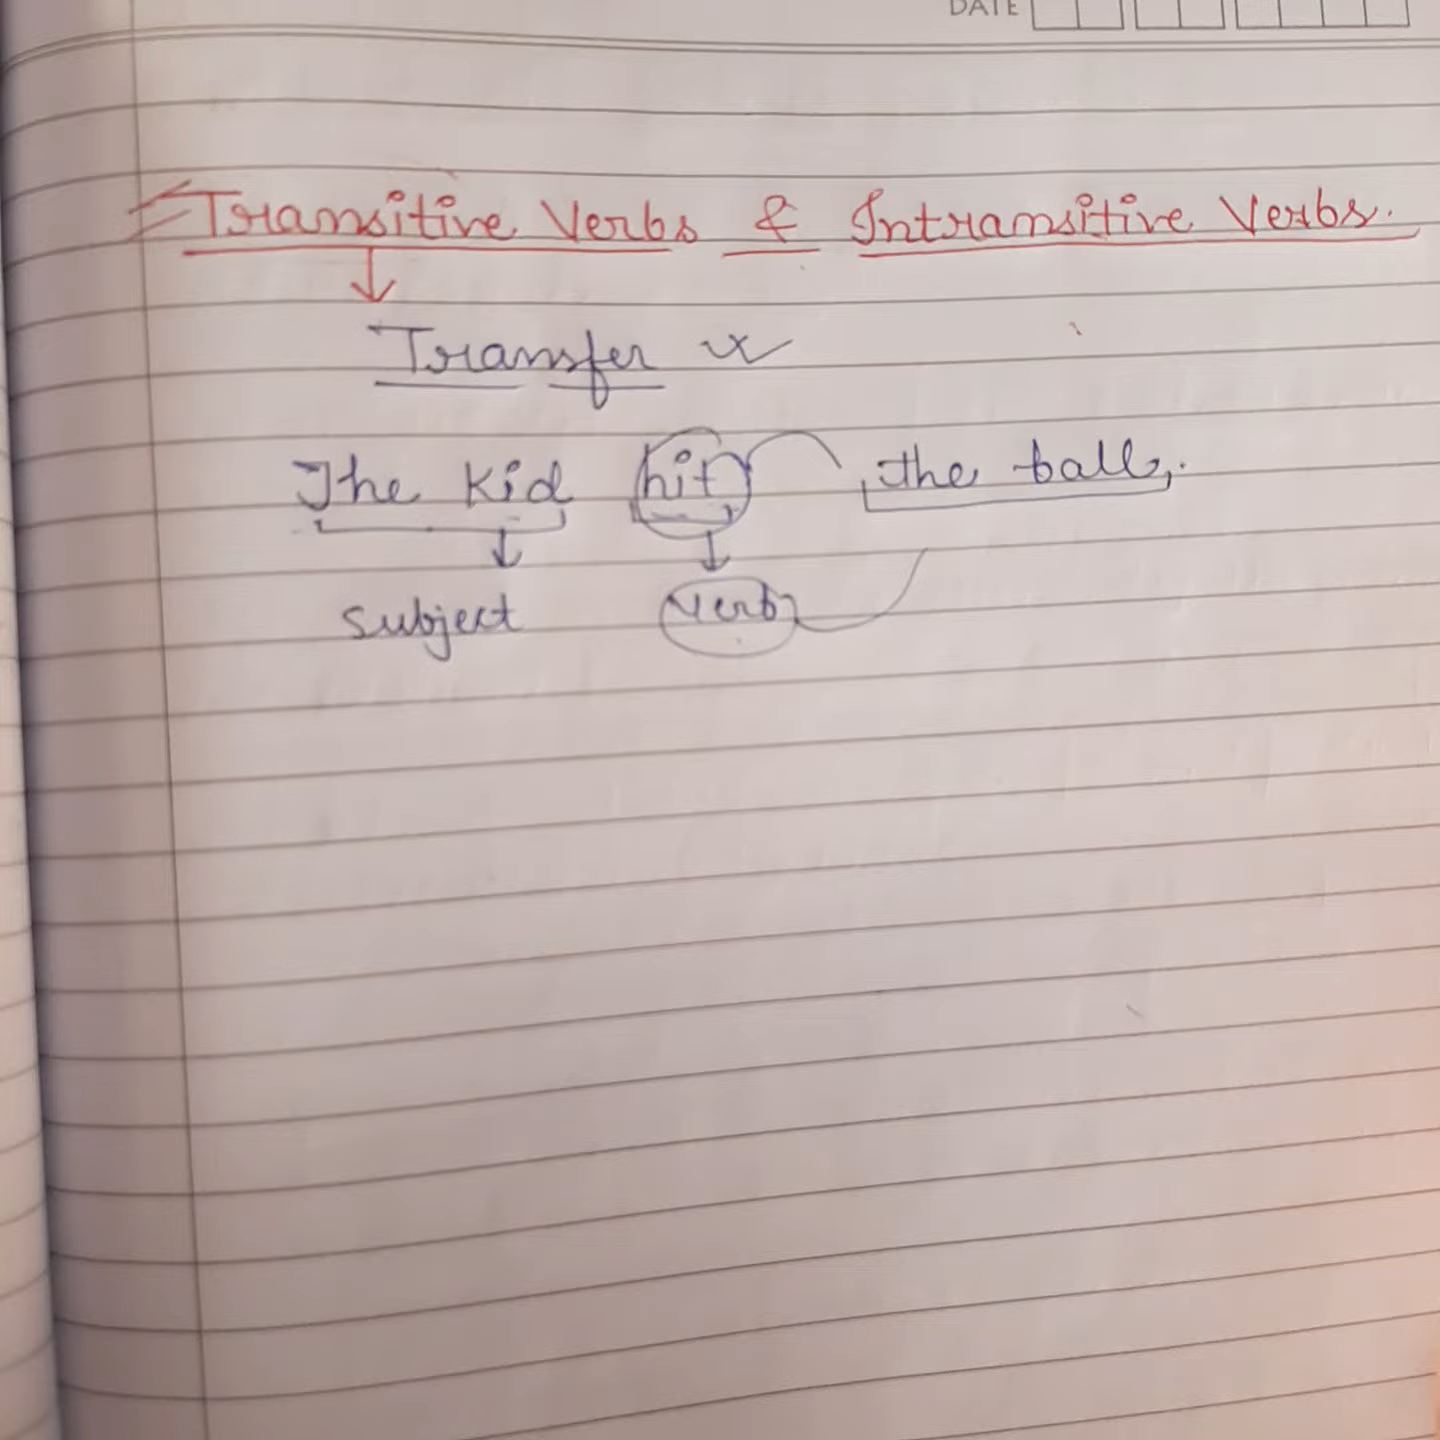 DATE
Transitive Verbs & Intransitive Verbs.
Transfer
The Kid hit the ball.
subject verb